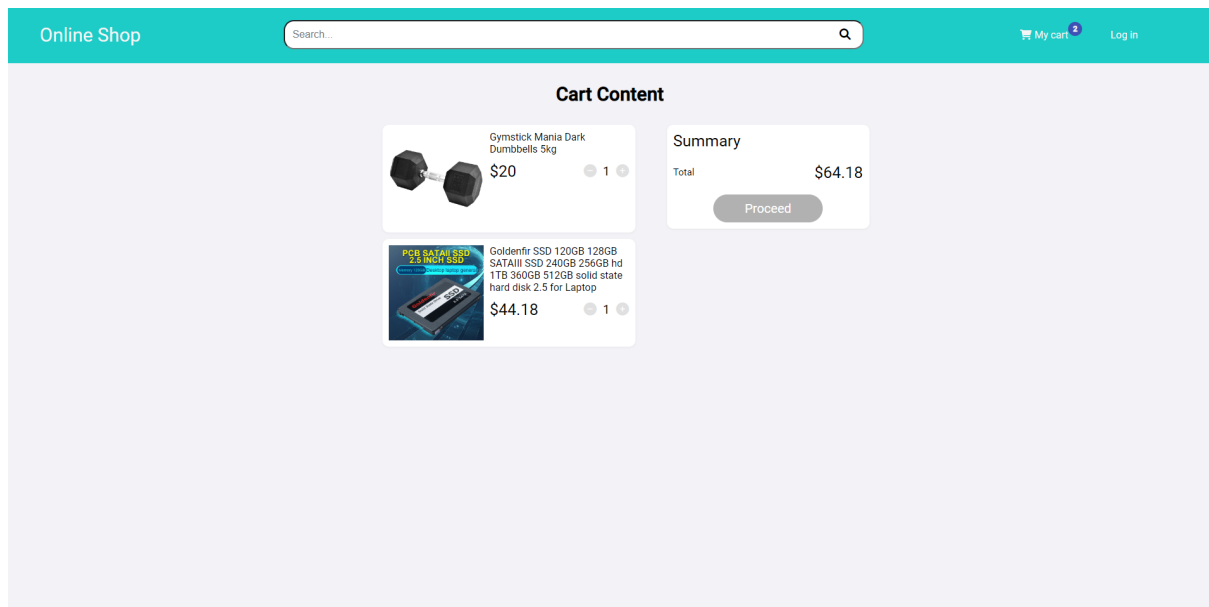 Online Shop
Search...
My cart 2
Log in
Cart Content
Gymstick Mania Dark
Dumbbells 5kg
$20
1
PCB SATAII SSD
2.5 INCH SSD
SSD
Goldenfir SSD 120GB 128GB
SATAIII SSD 240GB 256GB hd
1TB 360GB 512GB solid state
hard disk 2.5 for Laptop
$44.18
1
Summary
Total
$64.18
Proceed